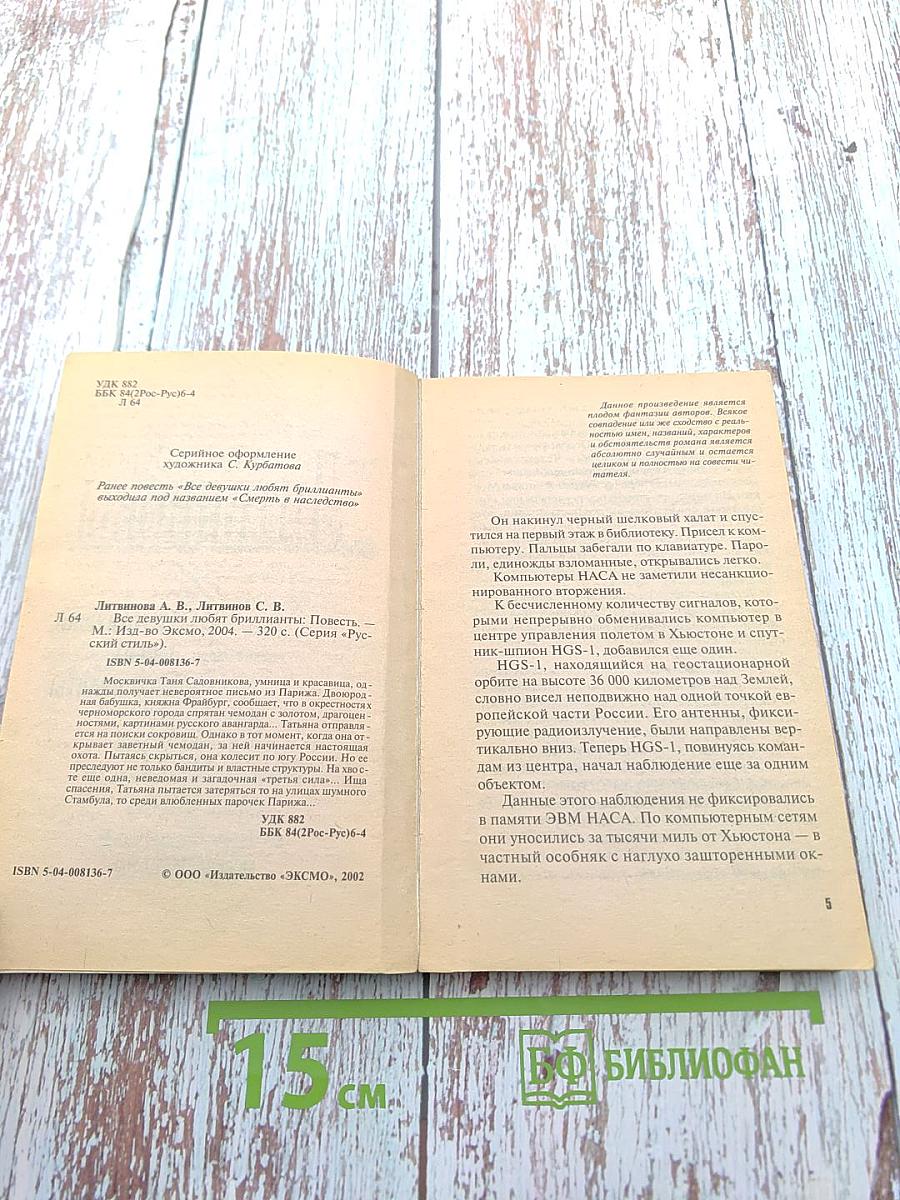 УДК 882
ББК 84(2Рос-Рус)6-4
Л 64
Серийное оформление
художника С. Курбатова
Ранее повесть «Все девушки любят бриллианты»
выходила под названием «Смерть в наследство»
Литвинова А. В., Литвинов С. В.
Л 64 Все девушки любят бриллианты: Повесть. —
М.: Изд-во Эксмо, 2004. — 320 с. (Серия «Рус-
ский стиль»).
ISBN 5-04-008136-7
Москвичка Таня Садовникова, умница и красавица, од-
нажды получает невероятное письмо из Парижа. Двоюрод-
ная бабушка, княжна Фрайбург, сообщает, что в окрестностях
черноморского города спрятан чемодан с золотом, драгоцен-
ностями, картинами русского авангарда... Татьяна отправля-
ется на поиски сокровищ. Однако в тот момент, когда она от-
крывает заветный чемодан, за ней начинается настоящая
охота. Пытаясь скрыться, она колесит по югу России. Но ее
преследуют не только бандиты и властные структуры. На хвос-
те еще одна, неведомая и загадочная «третья сила»... Ища
спасения, Татьяна пытается затеряться то на улицах шумного
Стамбула, то среди влюбленных парочек Парижа...
УДК 882
ББК 84(2Рос-Рус)6-4
ISBN 5-04-008136-7 © ООО «Издательство «ЭКСМО», 2002
Данное произведение является
плодом фантазии авторов. Всякое
совпадение или же сходство с реаль-
ностью имен, названий, характеров
и обстоятельств романа является
абсолютно случайным и остается
целиком и полностью на совести чи-
тателя.
Он накинул черный шелковый халат и спус-
тился на первый этаж в библиотеку. Присел к ком-
пьютеру. Пальцы забегали по клавиатуре. Паро-
ли, единожды взломанные, открывались легко.
Компьютеры НАСА не заметили несанкцио-
нированного вторжения.
К бесчисленному количеству сигналов, кото-
рыми непрерывно обменивались компьютер в
центре управления полетом в Хьюстоне и спут-
ник-шпион HGS-1, добавился еще один.
HGS-1, находящийся на геостационарной
орбите на высоте 36 000 километров над Землей,
словно висел неподвижно над одной точкой ев-
ропейской части России. Его антенны, фикси-
рующие радиоизлучение, были направлены вер-
тикально вниз. Теперь HGS-1, повинуясь коман-
дам из центра, начал наблюдение еще за одним
объектом.
Данные этого наблюдения не фиксировались
в памяти ЭВМ НАСА. По компьютерным сетям
они уносились за тысячи миль от Хьюстона — в
частный особняк с наглухо зашторенными ок-
нами.
5
15 см
БФ БИБЛИОФАН